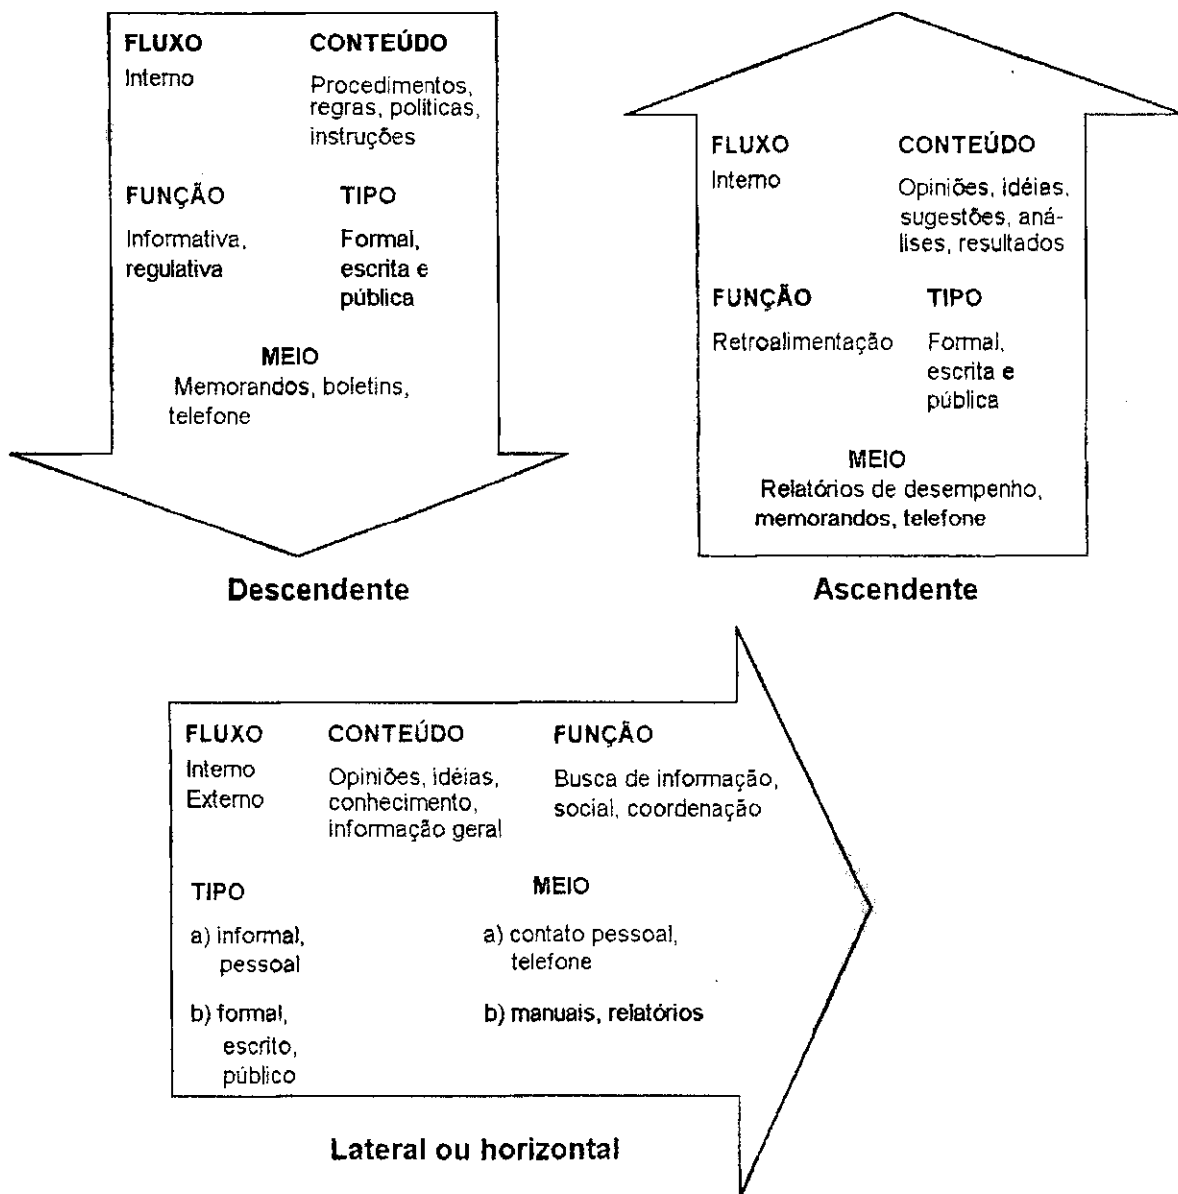 FLUXO CONTEÚDO
Interno Procedimentos,
regras, políticas,
instruções
FUNÇÃO TIPO
Informativa, Formal,
regulativa escrita e
pública
MEIO
Memorandos, boletins,
telefone
Descendente
FLUXO CONTEÚDO
Interno Opiniões, idéias,
sugestões, aná-
lises, resultados
FUNÇÃO TIPO
Retroalimentação Formal,
escrita e
pública
MEIO
Relatórios de desempenho,
memorandos, telefone
Ascendente
FLUXO CONTEÚDO FUNÇÃO
Interno Opiniões, idéias, Busca de informação,
Externo conhecimento, social, coordenação
informação geral
TIPO MEIO
a) informal, a) contato pessoal,
pessoal telefone
b) formal, b) manuais, relatórios
escrito,
público
Lateral ou horizontal